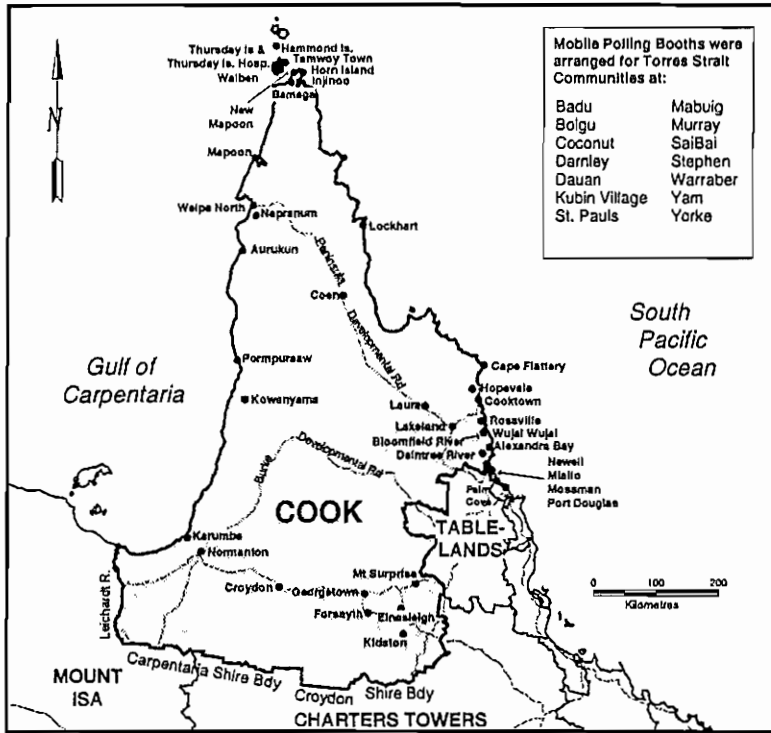 Thursday Is &
Thursday Is. Hosp.
Waiben
Hammond Is.
Tamwoy Town
Horn Island
Injinoo
Bamaga
New
Mapoon
Mapoon
N
Mobile Polling Booths were
arranged for Torres Strait
Communities at:
Badu Mabuig
Boigu Murray
Coconut SaiBai
Darnley Stephen
Dauan Warraber
Kubin Village Yam
St. Pauls Yorke
Weipa North
Napranum
Lockhart
Aurukun
Peninsula
Coen
Developmental Rd
South
Pacific
Ocean
Gulf of
Carpentaria
Pormpuraaw
Cape Flattery
Hopevale
Cooktown
Kowanyama
Laura
Rossville
Lakeland
Wujal Wujal
Bloomfield River
Alexandra Bay
Daintree River
Newell
Miallo
Mossman
Port Douglas
Palm
Cove
Burke
Developmental Rd
COOK
TABLE-
LANDS
Karumba
Normanton
Mt Surprise
Croydon
Georgetown
Forsayth
Einasleigh
Kidston
Leichardt R.
0 100 200
Kilometres
Carpentaria Shire Bdy
Croydon Shire Bdy
MOUNT
ISA
CHARTERS TOWERS